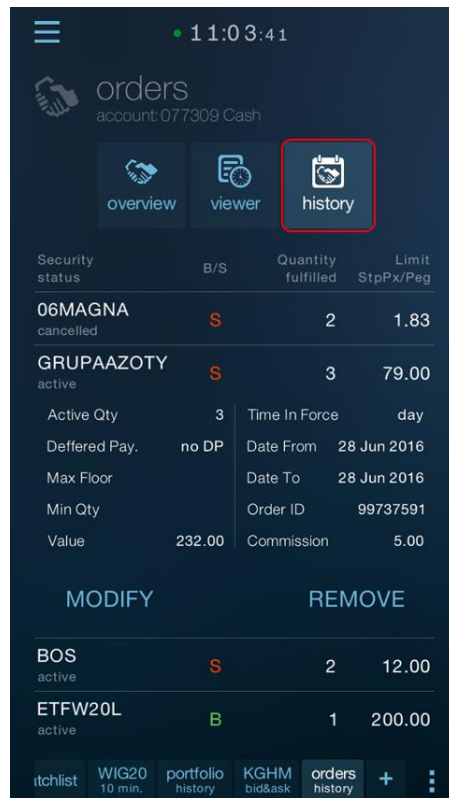 11:03:41
orders
account: 077309 Cash
overview viewer history
Security B/S Quantity Limit
status fulfilled StpPx/Peg
06MAGNA S 2 1.83
cancelled
GRUPAAZOTY S 3 79.00
active
Active Qty 3 Time In Force day
Deffered Pay. no DP Date From 28 Jun 2016
Max Floor Date To 28 Jun 2016
Min Qty Order ID 99737591
Value 232.00 Commission 5.00
MODIFY REMOVE
BOS S 2 12.00
active
ETFW20L B 1 200.00
active
tchlist WIG20 portfolio KGHM orders +
10 min. history bid&ask history